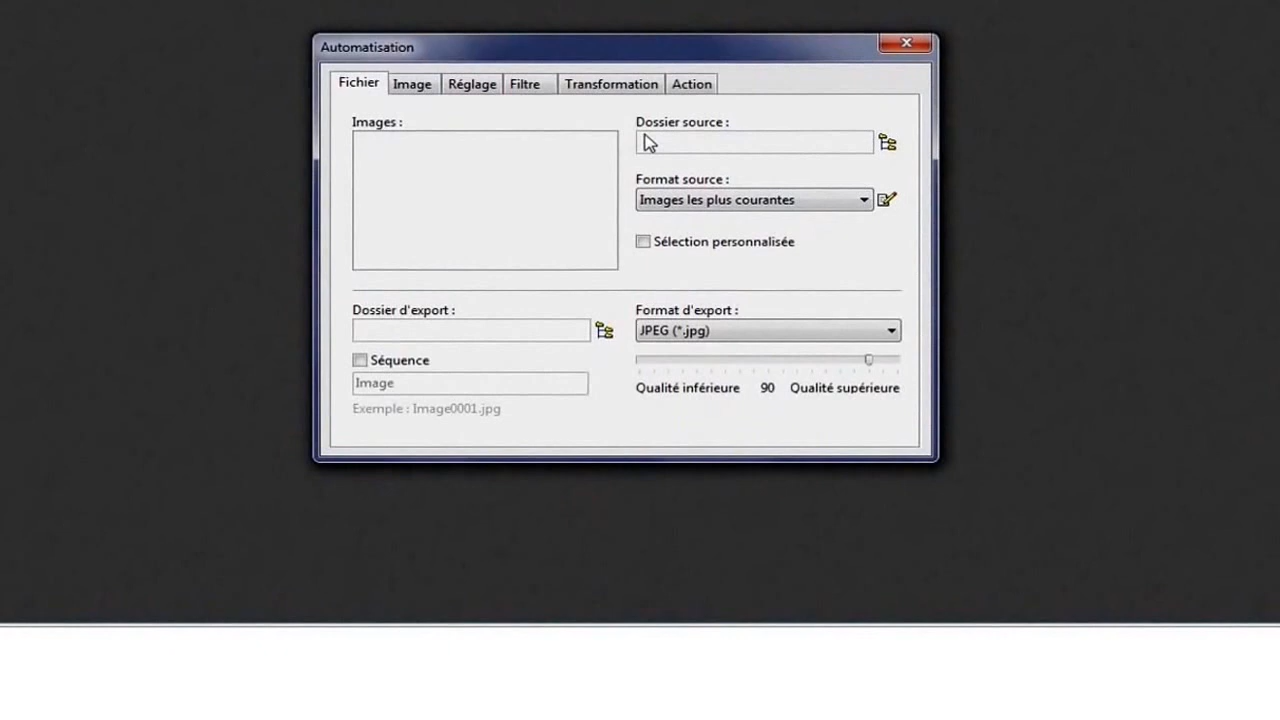 Automatisation
Fichier Image Réglage Filtre Transformation Action
Images :
Dossier source :
Format source :
Images les plus courantes
Sélection personnalisée
Dossier d'export :
Format d'export :
JPEG (*.jpg)
Séquence
Image
Exemple : Image0001.jpg
Qualité inférieure 90 Qualité supérieure